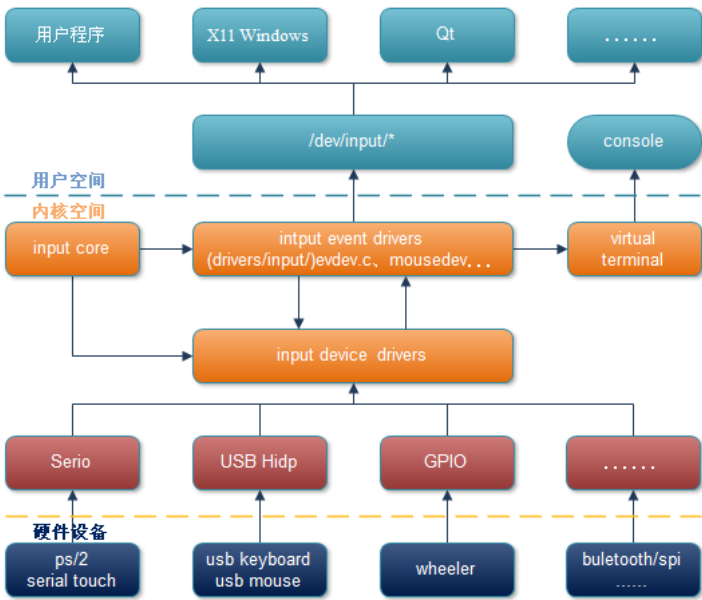 用户程序
X11 Windows
Qt
......
/dev/input/*
console
用户空间
内核空间
input core
intput event drivers
(drivers/input/)evdev.c、mousedev...
virtual
terminal
input device drivers
Serio
USB Hidp
GPIO
......
硬件设备
ps/2
serial touch
usb keyboard
usb mouse
wheeler
buletooth/spi
......